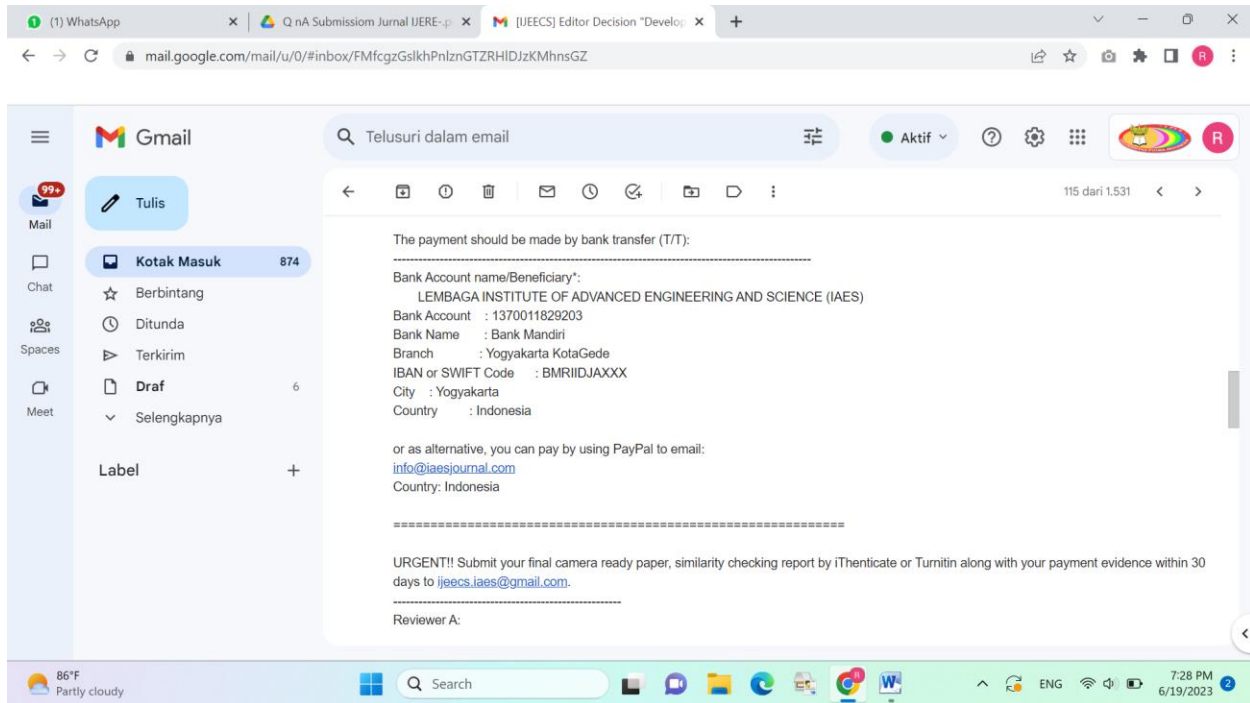 (1) WhatsApp
Q nA Submissiom Jurnal IJERE-.p
[IJEECS] Editor Decision "Develop
mail.google.com/mail/u/0/#inbox/FMfcgzGslkhPnlznGTZRHlDJzKMhnsGZ
R
Gmail
Telusuri dalam email
Aktif
R
99+
Mail
Chat
Spaces
Meet
Tulis
Kotak Masuk 874
Berbintang
Ditunda
Terkirim
Draf 6
Selengkapnya
Label
115 dari 1.531
The payment should be made by bank transfer (T/T):
----------------------------------------------------------------------------------------------------
Bank Account name/Beneficiary*:
LEMBAGA INSTITUTE OF ADVANCED ENGINEERING AND SCIENCE (IAES)
Bank Account : 1370011829203
Bank Name : Bank Mandiri
Branch : Yogyakarta KotaGede
IBAN or SWIFT Code : BMRIIDJAXXX
City : Yogyakarta
Country : Indonesia
or as alternative, you can pay by using PayPal to email:
info@iaesjournal.com
Country: Indonesia
=================================================================
URGENT!! Submit your final camera ready paper, similarity checking report by iThenticate or Turnitin along with your payment evidence within 30
days to ijeecs.iaes@gmail.com.
------------------------------------------------------
Reviewer A:
86°F
Partly cloudy
Search
ENG
7:28 PM
6/19/2023
2